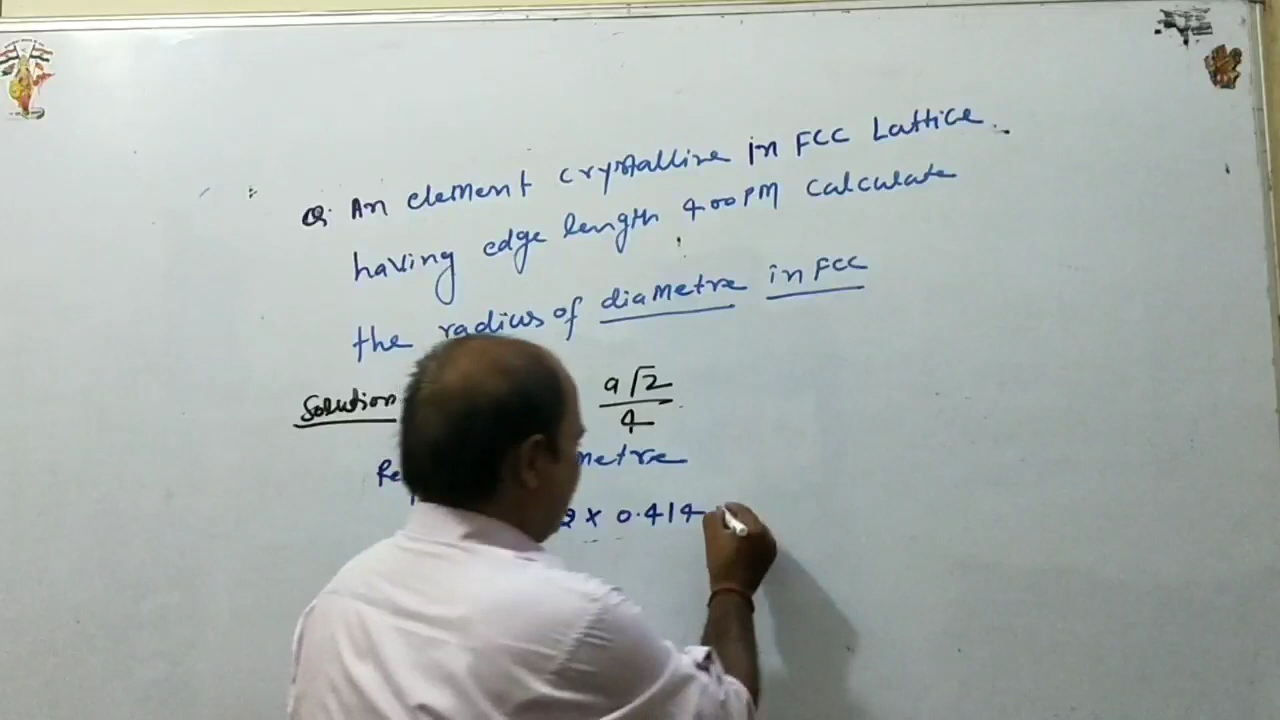 Q. An element crystalline in FCC Lattice.
having edge length 400PM calculate
the radius of diametre in FCC
Solution a√2
4
metre
2 × 0.414